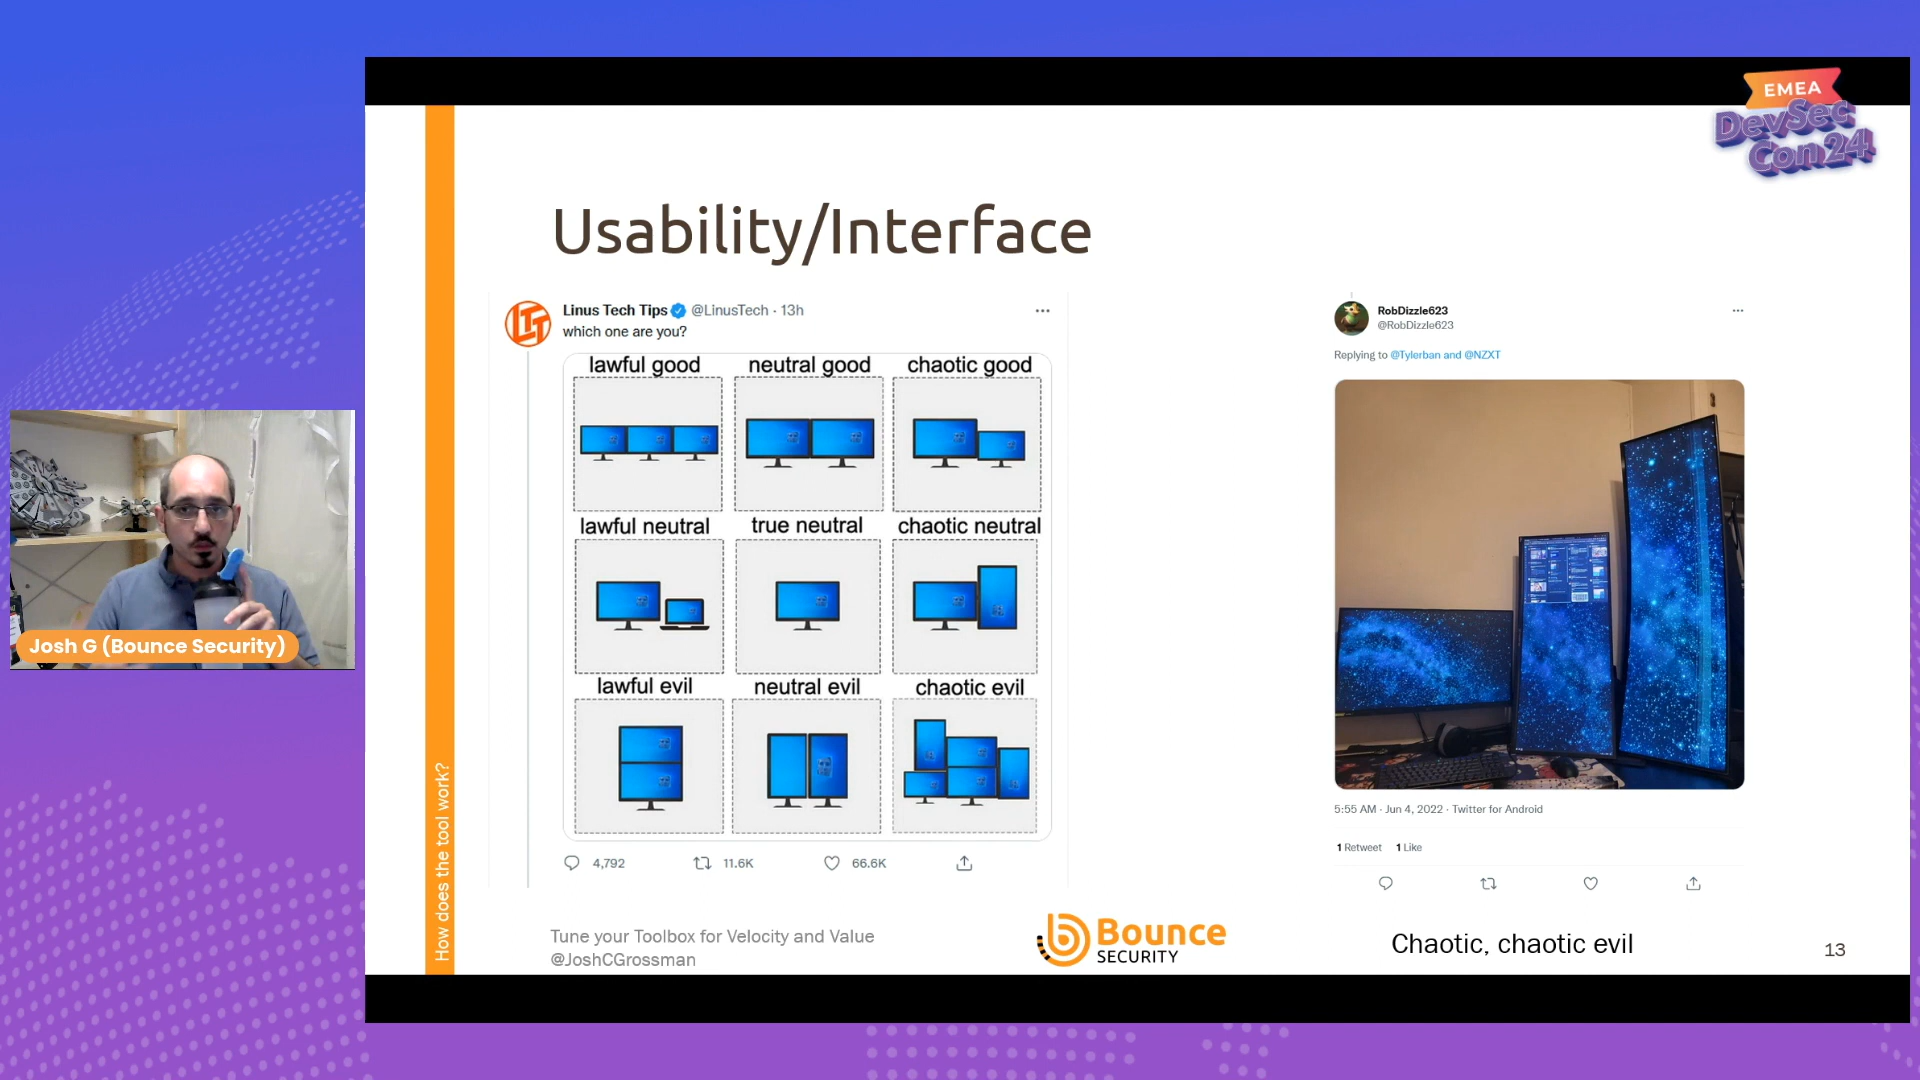 EMEA
DevSec
Con24
Usability/Interface
Linus Tech Tips @LinusTech · 13h
which one are you?
lawful good neutral good chaotic good
lawful neutral true neutral chaotic neutral
lawful evil neutral evil chaotic evil
4,792 11.6K 66.6K
RobDizzle623
@RobDizzle623
Replying to @Tylerban and @NZXT
5:55 AM · Jun 4, 2022 · Twitter for Android
1 Retweet 1 Like
Josh G (Bounce Security)
How does the tool work?
Tune your Toolbox for Velocity and Value
@JoshCGrossman
Bounce
SECURITY
Chaotic, chaotic evil
13